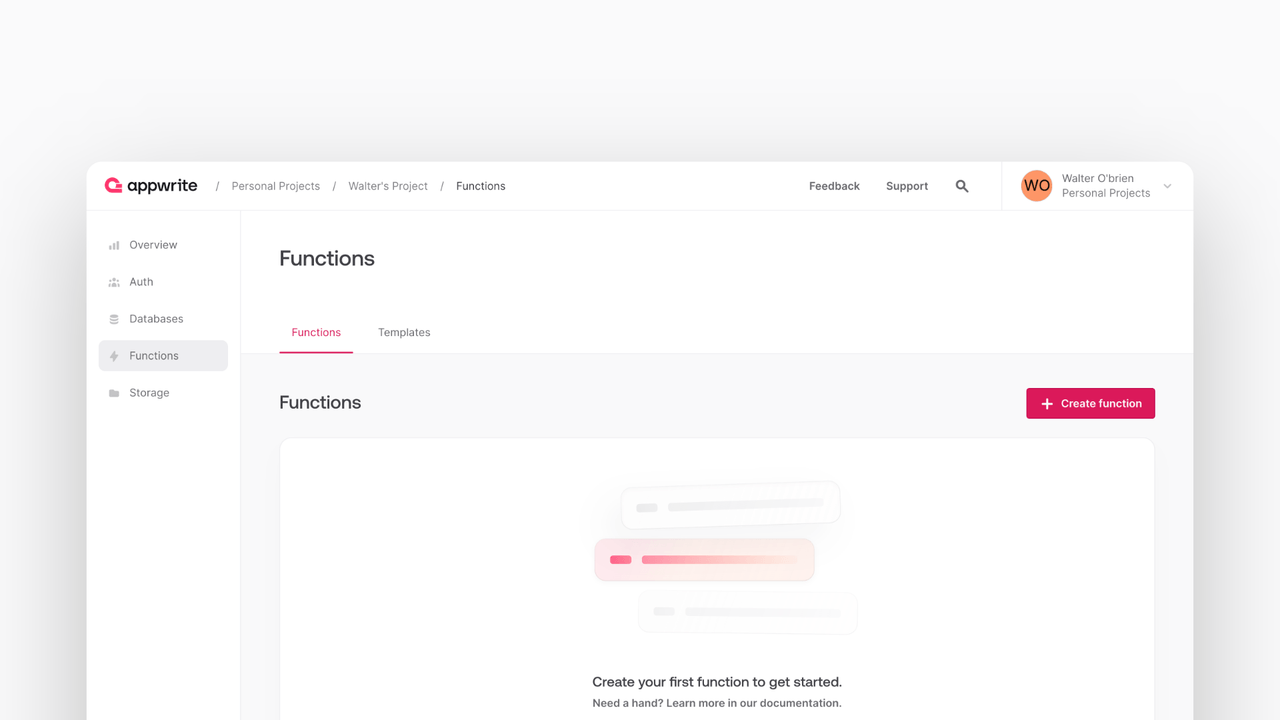 appwrite / Personal Projects / Walter's Project / Functions
Feedback Support
WO
Walter O'brien
Personal Projects
Overview
Auth
Databases
Functions
Storage
Functions
Functions Templates
Functions
Create function
Create your first function to get started.
Need a hand? Learn more in our documentation.